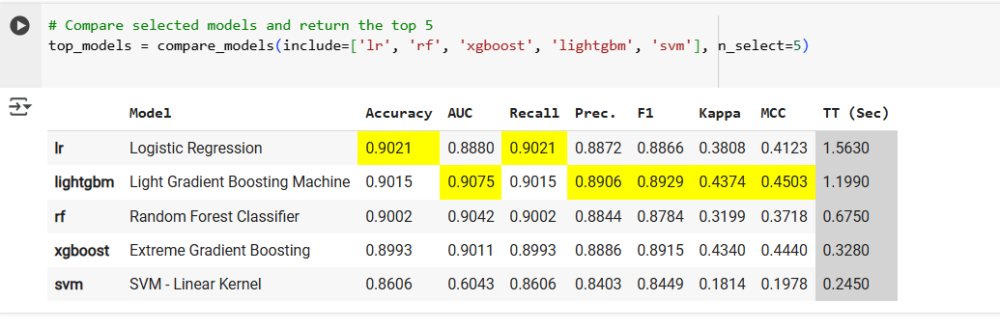 # Compare selected models and return the top 5
top_models = compare_models(include=['lr', 'rf', 'xgboost', 'lightgbm', 'svm'], n_select=5)
Model Accuracy AUC Recall Prec. F1 Kappa MCC TT (Sec)
lr Logistic Regression 0.9021 0.8880 0.9021 0.8872 0.8866 0.3808 0.4123 1.5630
lightgbm Light Gradient Boosting Machine 0.9015 0.9075 0.9015 0.8906 0.8929 0.4374 0.4503 1.1990
rf Random Forest Classifier 0.9002 0.9042 0.9002 0.8844 0.8784 0.3199 0.3718 0.6750
xgboost Extreme Gradient Boosting 0.8993 0.9011 0.8993 0.8886 0.8915 0.4340 0.4440 0.3280
svm SVM - Linear Kernel 0.8606 0.6043 0.8606 0.8403 0.8449 0.1814 0.1978 0.2450